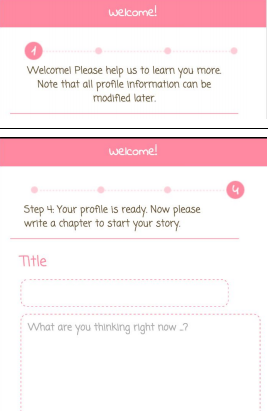 welcome!
1
Welcome! Please help us to learn you more.
Note that all profile information can be
modified later.
welcome!
4
Step 4: Your profile is ready. Now please
write a chapter to start your story.
Title
What are you thinking right now ..?